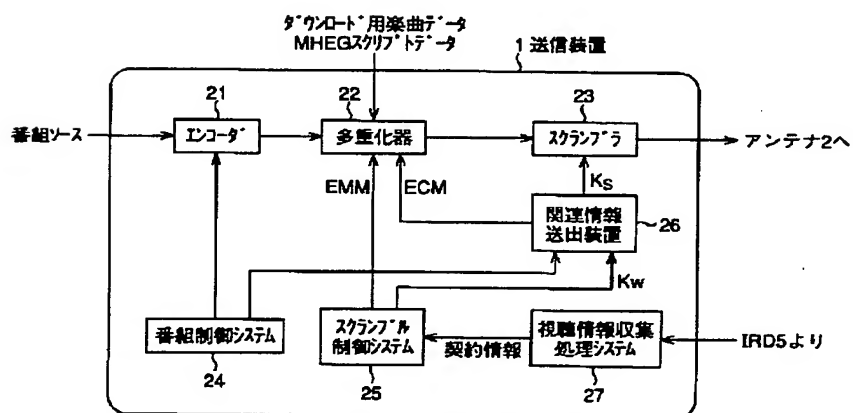 ダウンロード用楽曲データ
MHEGスクリプトデータ
1 送信装置
21
22
23
番組ソース
エンコーダ
多重化器
スクランブラ
アンテナ2へ
EMM
ECM
KS
関連情報
送出装置
26
Kw
番組制御システム
24
スクランブル
制御システム
25
契約情報
視聴情報収集
処理システム
27
IRD5より